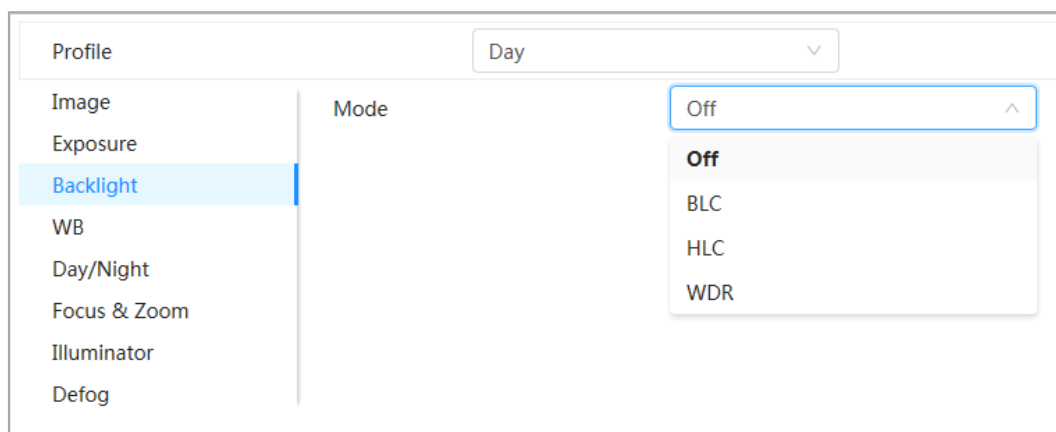 Profile
Day
Image
Mode
Off
Exposure
Off
Backlight
BLC
WB
HLC
Day/Night
WDR
Focus & Zoom
Illuminator
Defog